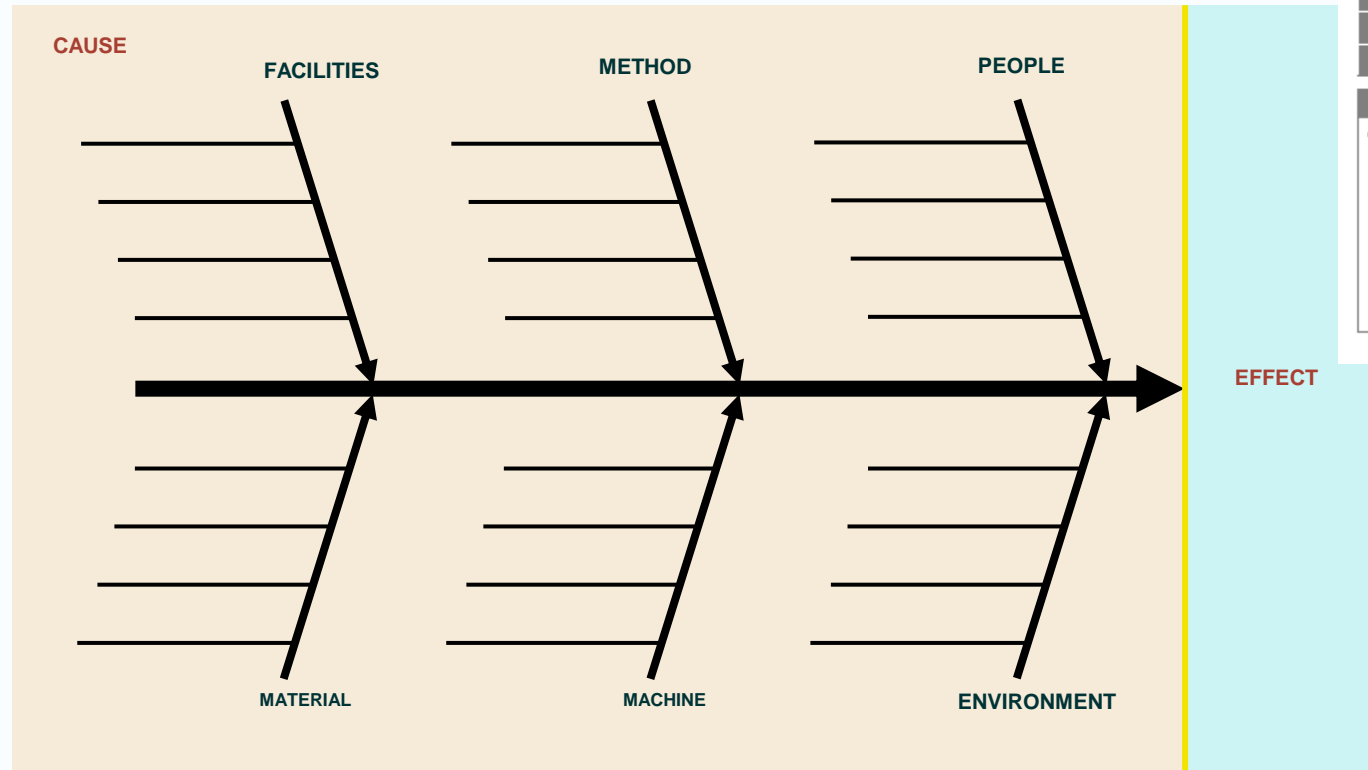 CAUSE
FACILITIES
METHOD
PEOPLE
EFFECT
MATERIAL
MACHINE
ENVIRONMENT